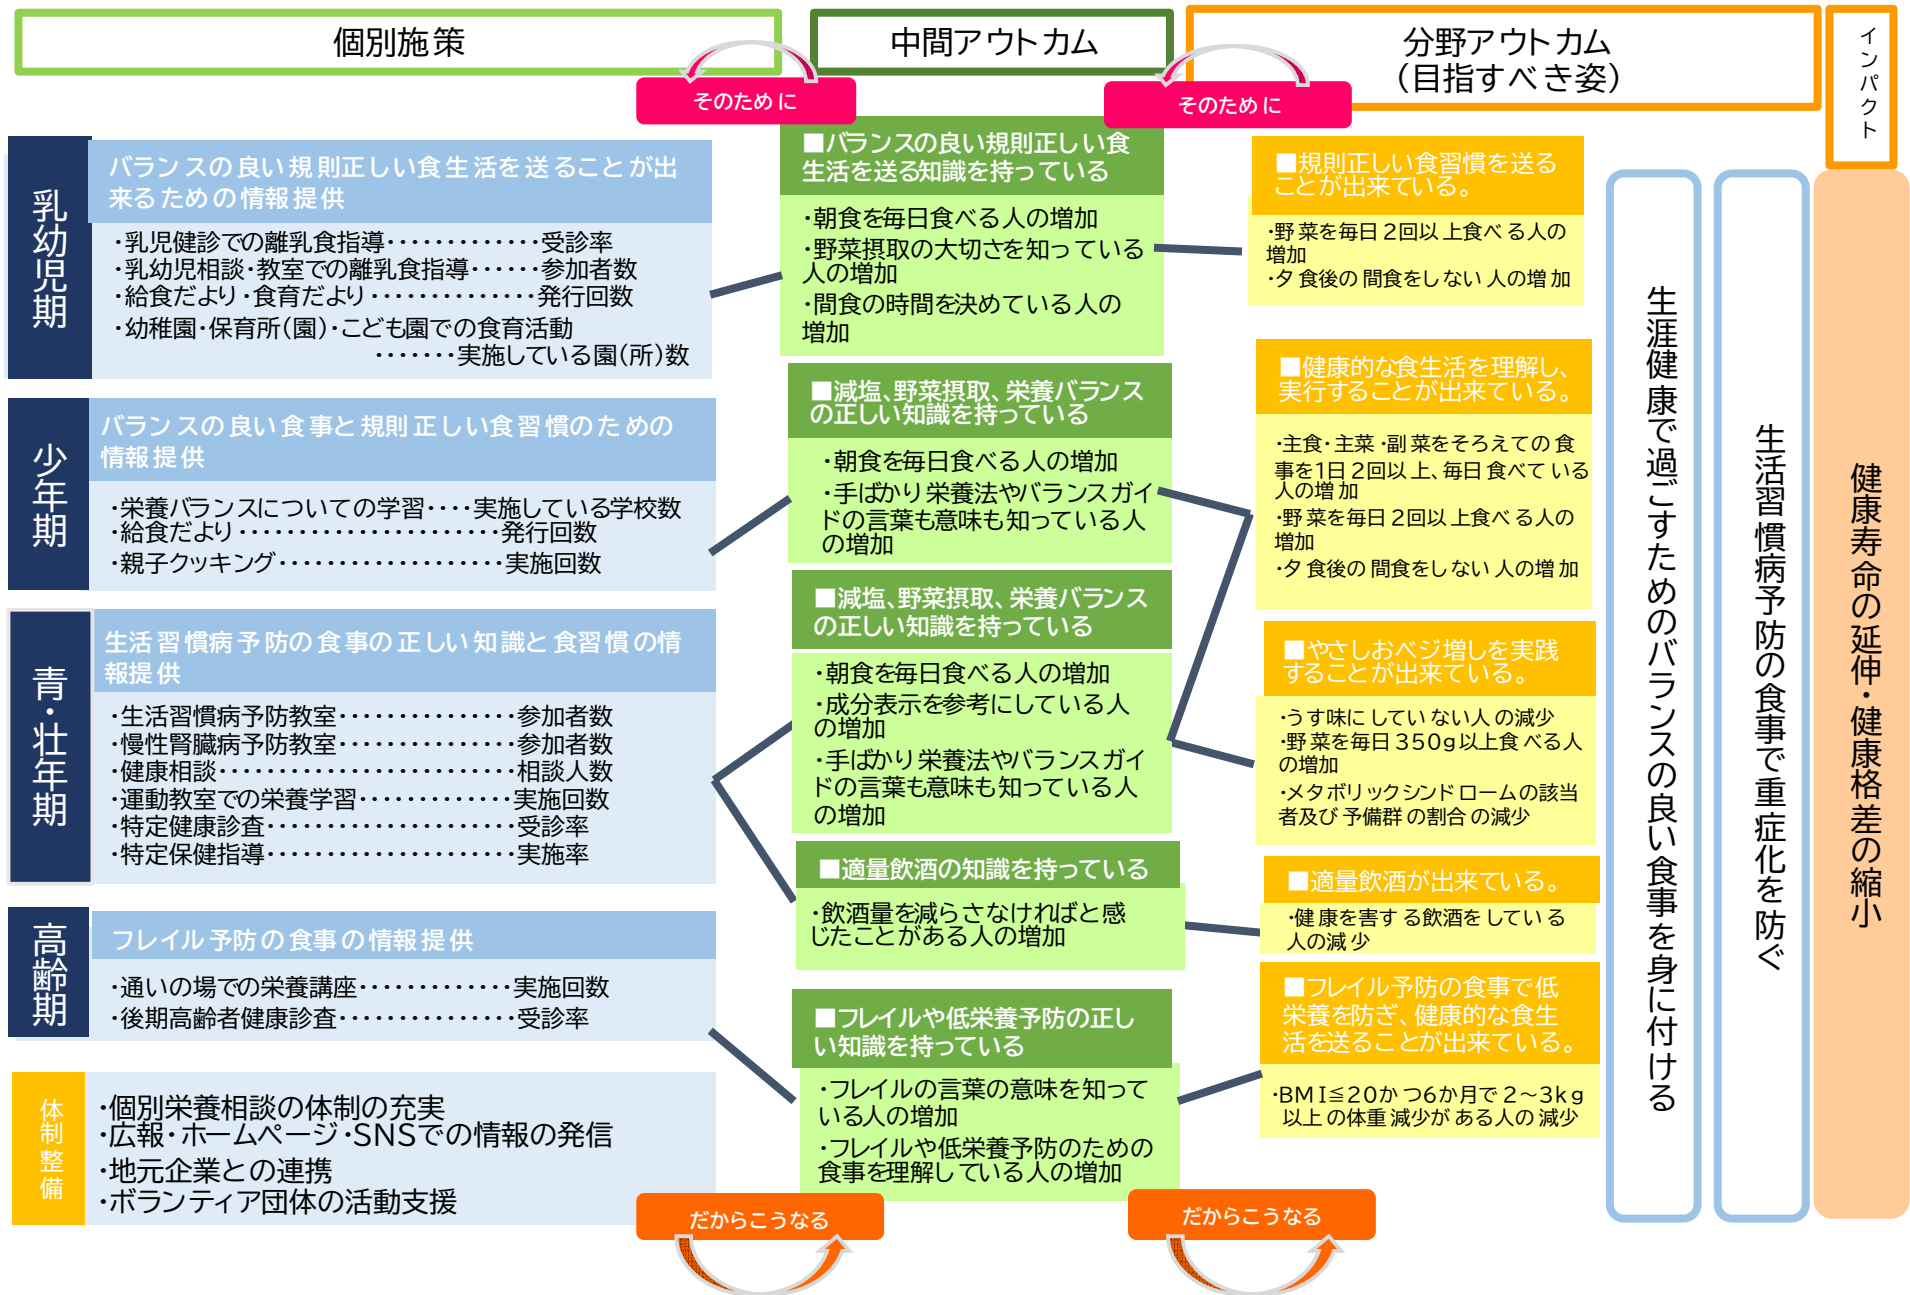 個別施策
中間アウトカム
分野アウトカム
(目指すべき姿)
インパクト
そのために
そのために
乳幼児期
バランスの良い規則正しい食生活を送ることが出
来るための情報提供
・乳児健診での離乳食指導・・・・・・・・・・・・・受診率
・乳幼児相談・教室での離乳食指導・・・・・・参加者数
・給食だより・食育だより・・・・・・・・・・・・・・発行回数
・幼稚園・保育所(園)・こども園での食育活動
・・・・・・・実施している園(所)数
少年期
バランスの良い食事と規則正しい食習慣のための
情報提供
・栄養バランスについての学習・・・・実施している学校数
・給食だより・・・・・・・・・・・・・・・・・・・・・・発行回数
・親子クッキング・・・・・・・・・・・・・・・・・・・実施回数
青・壮年期
生活習慣病予防の食事の正しい知識と食習慣の情
報提供
・生活習慣病予防教室・・・・・・・・・・・・・・・参加者数
・慢性腎臓病予防教室・・・・・・・・・・・・・・・参加者数
・健康相談・・・・・・・・・・・・・・・・・・・・・・・・・相談人数
・運動教室での栄養学習・・・・・・・・・・・・・実施回数
・特定健康診査・・・・・・・・・・・・・・・・・・・・・受診率
・特定保健指導・・・・・・・・・・・・・・・・・・・・・実施率
高齢期
フレイル予防の食事の情報提供
・通いの場での栄養講座・・・・・・・・・・・・・実施回数
・後期高齢者健康診査・・・・・・・・・・・・・・・受診率
体制整備
・個別栄養相談の体制の充実
・広報・ホームページ・SNSでの情報の発信
・地元企業との連携
・ボランティア団体の活動支援
■バランスの良い規則正しい食
生活を送る知識を持っている
・朝食を毎日食べる人の増加
・野菜摂取の大切さを知っている
人の増加
・間食の時間を決めている人の
増加
■減塩、野菜摂取、栄養バランス
の正しい知識を持っている
・朝食を毎日食べる人の増加
・手ばかり栄養法やバランスガイ
ドの言葉も意味も知っている人
の増加
■減塩、野菜摂取、栄養バランス
の正しい知識を持っている
・朝食を毎日食べる人の増加
・成分表示を参考にしている人
の増加
・手ばかり栄養法やバランスガイ
ドの言葉も意味も知っている人
の増加
■適量飲酒の知識を持っている
・飲酒量を減らさなければと感
じたことがある人の増加
■フレイルや低栄養予防の正し
い知識を持っている
・フレイルの言葉の意味を知って
いる人の増加
・フレイルや低栄養予防のための
食事を理解している人の増加
■規則正しい食習慣を送る
ことが出来ている。
・野菜を毎日2回以上食べる人の
増加
・夕食後の間食をしない人の増加
■健康的な食生活を理解し、
実行することが出来ている。
・主食・主菜・副菜をそろえての食
事を1日2回以上、毎日食べている
人の増加
・野菜を毎日2回以上食べる人の
増加
・夕食後の間食をしない人の増加
■やさしおベジ増しを実践
することが出来ている。
・うす味にしていない人の減少
・野菜を毎日350g以上食べる人
の増加
・メタボリックシンドロームの該当
者及び予備群の割合の減少
■適量飲酒が出来ている。
・健康を害する飲酒をしている
人の減少
■フレイル予防の食事で低
栄養を防ぎ、健康的な食生
活を送ることが出来ている。
・BMI≦20かつ6か月で2~3kg
以上の体重減少がある人の減少
生涯健康で過ごすためのバランスの良い食事を身に付ける
生活習慣病予防の食事で重症化を防ぐ
健康寿命の延伸・健康格差の縮小
だからこうなる
だからこうなる